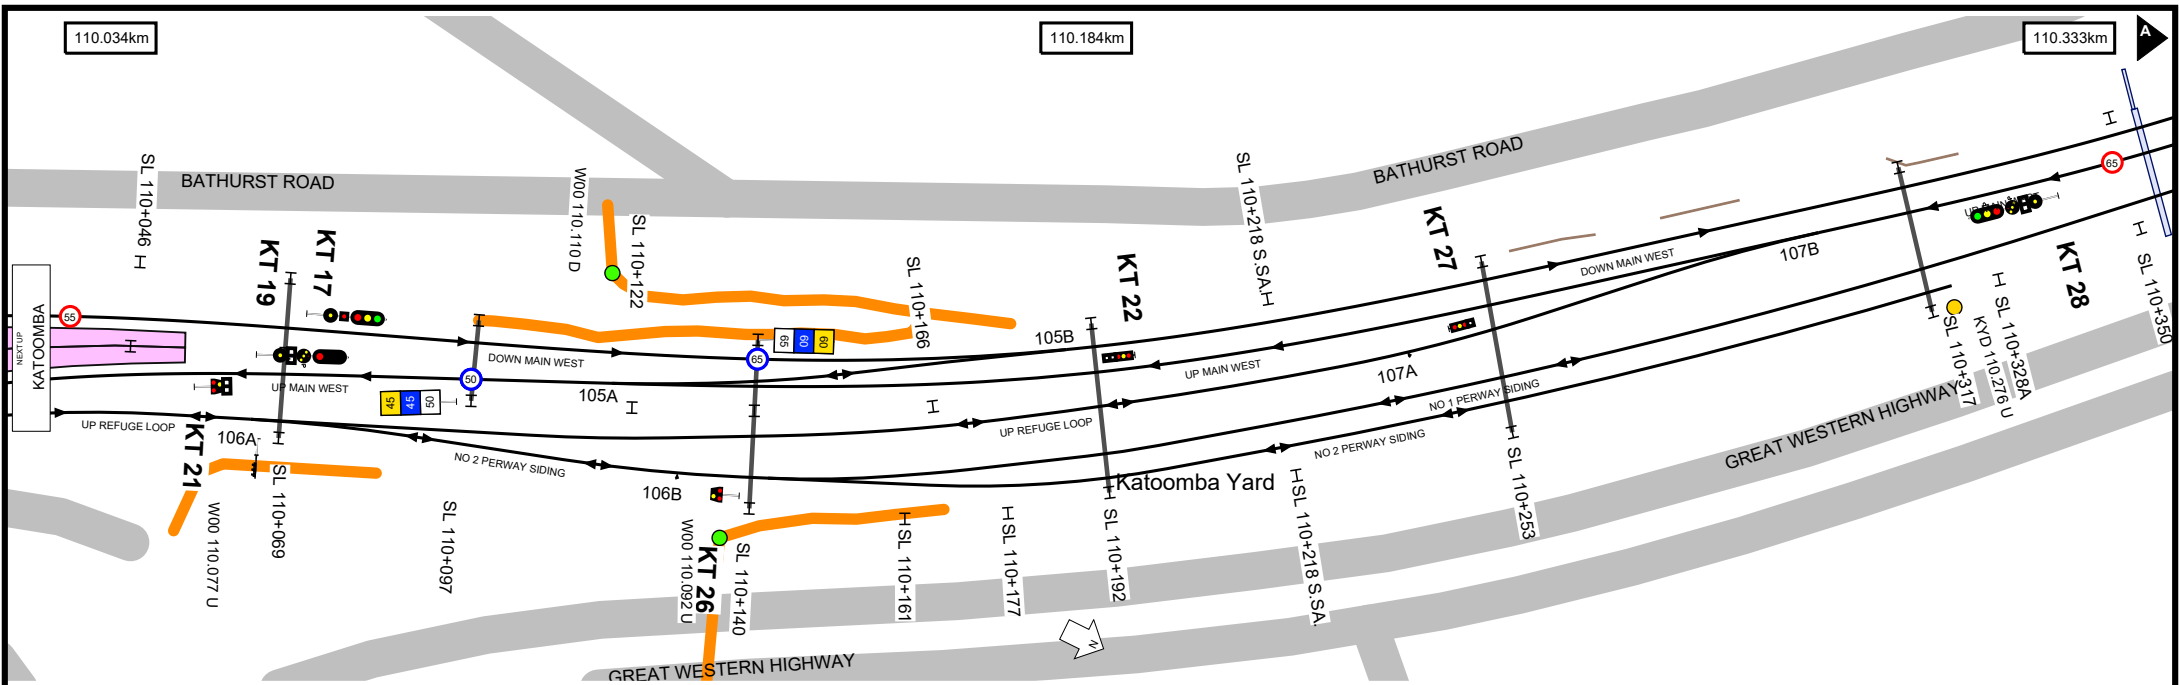 110.034km
110.184km
110.333km
A
BATHURST ROAD
BATHURST ROAD
SL 110+046
KT 19
KT 17
W00 110.110 D
SL 110+122
SL 110+166
KT 22
SL 110+218 S.SA.
KT 27
KT 28
SL 110+350
SL 110+328A
KYD 110.276 U
SL 110+317
NEXT UP
KATOOMBA
55
65
65
50
65
60
60
45
45
50
DOWN MAIN WEST
DOWN MAIN WEST
UP MAIN WEST
UP MAIN WEST
105A
105B
107A
107B
UP REFUGE LOOP
UP REFUGE LOOP
106A
106B
NO 2 PERWAY SIDING
NO 1 PERWAY SIDING
NO 2 PERWAY SIDING
KT 21
W00 110.077 U
SL 110+069
SL 110+097
W00 110.092 U
KT 26
SL 110+140
SL 110+161
SL 110+177
SL 110+192
Katoomba Yard
SL 110+218 S.SA.
SL 110+253
GREAT WESTERN HIGHWAY
GREAT WESTERN HIGHWAY
N